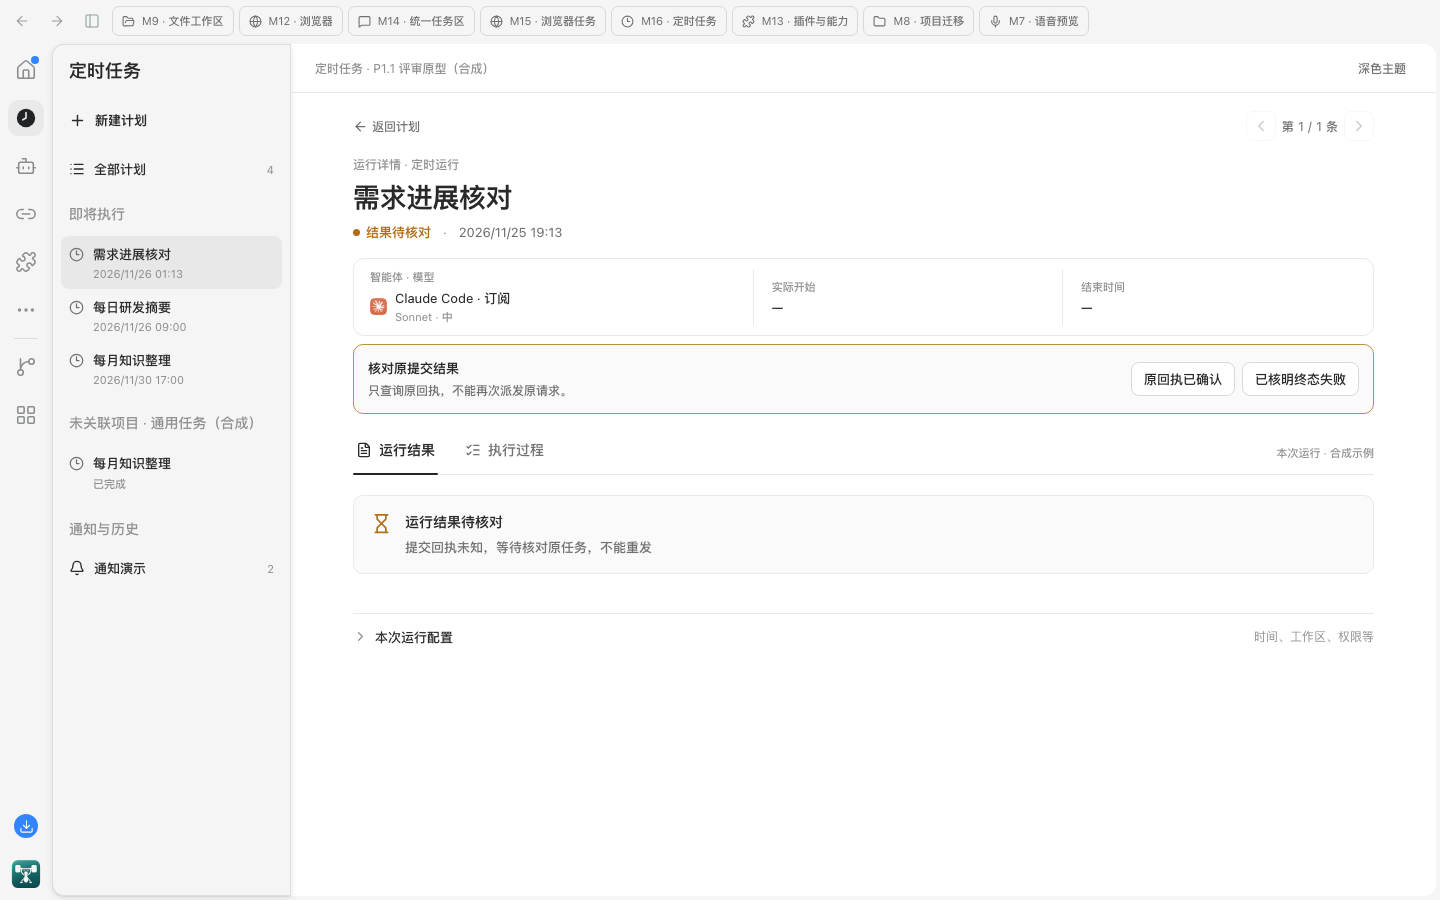 M9 · 文件工作区
M12 · 浏览器
M14 · 统一任务区
M15 · 浏览器任务
M16 · 定时任务
M13 · 插件与能力
M8 · 项目迁移
M7 · 语音预览
定时任务
新建计划
全部计划 4
即将执行
需求进展核对
2026/11/26 01:13
每日研发摘要
2026/11/26 09:00
每月知识整理
2026/11/30 17:00
未关联项目 · 通用任务（合成）
每月知识整理
已完成
通知与历史
通知演示 2
定时任务 · P1.1 评审原型（合成） 深色主题
返回计划 第 1 / 1 条
运行详情 · 定时运行
需求进展核对
结果待核对 · 2026/11/25 19:13
智能体 · 模型
Claude Code · 订阅
Sonnet · 中
实际开始
—
结束时间
—
核对原提交结果
只查询原回执，不能再次派发原请求。
原回执已确认 已核明终态失败
运行结果 执行过程 本次运行 · 合成示例
运行结果待核对
提交回执未知，等待核对原任务，不能重发
本次运行配置 时间、工作区、权限等